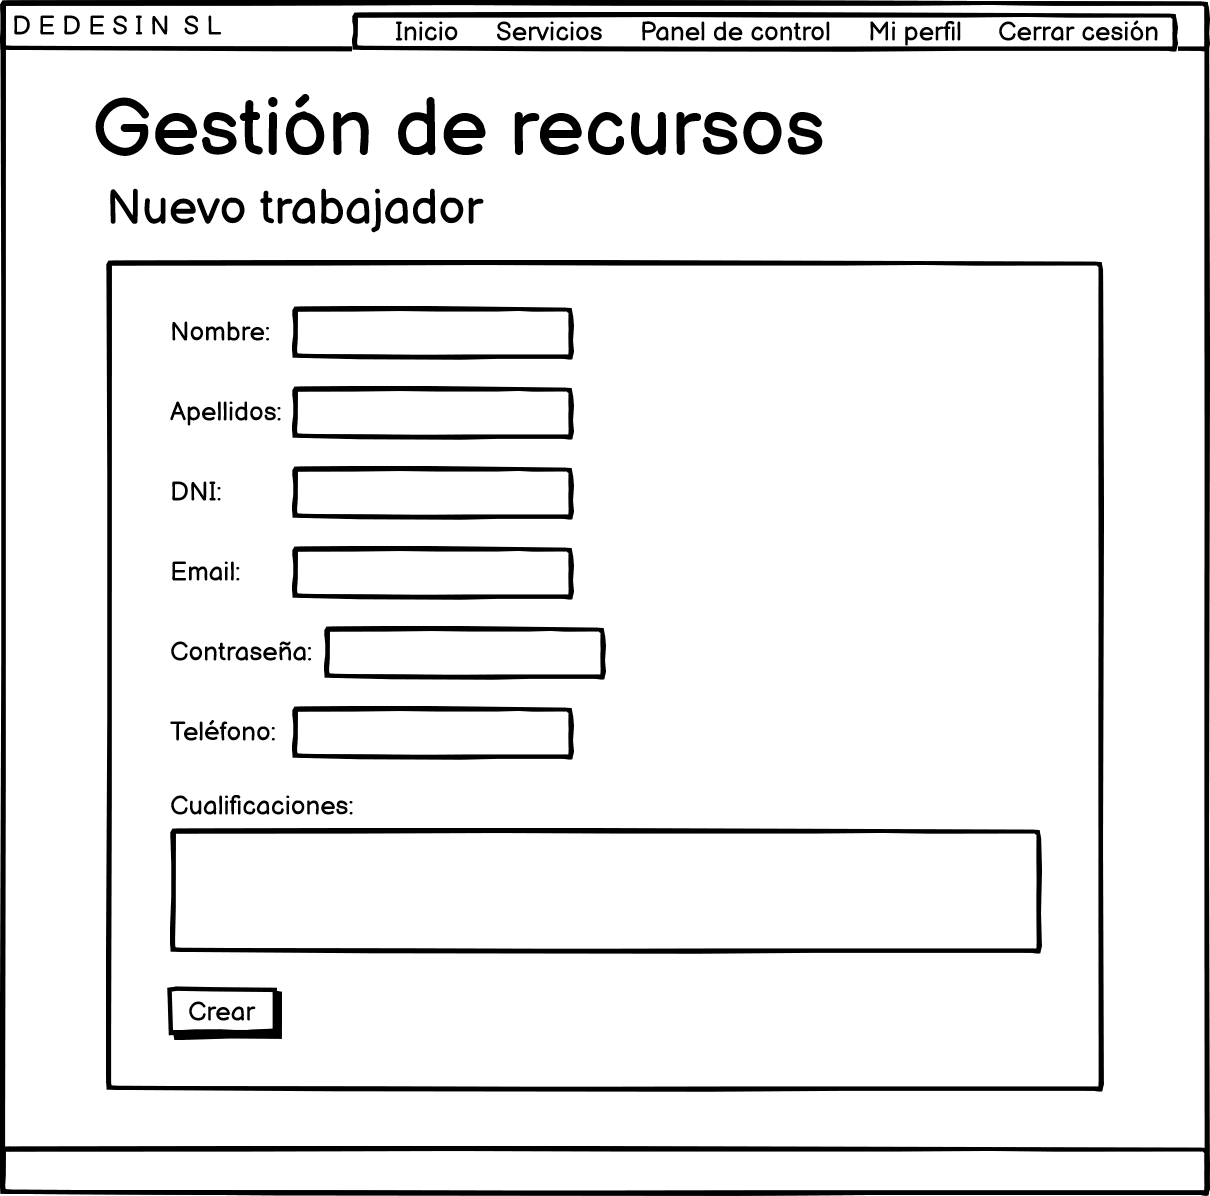 DEDESIN SL
Inicio Servicios Panel de control Mi perfil Cerrar cesión
Gestión de recursos
Nuevo trabajador
Nombre:
Apellidos:
DNI:
Email:
Contraseña:
Teléfono:
Cualificaciones:
Crear